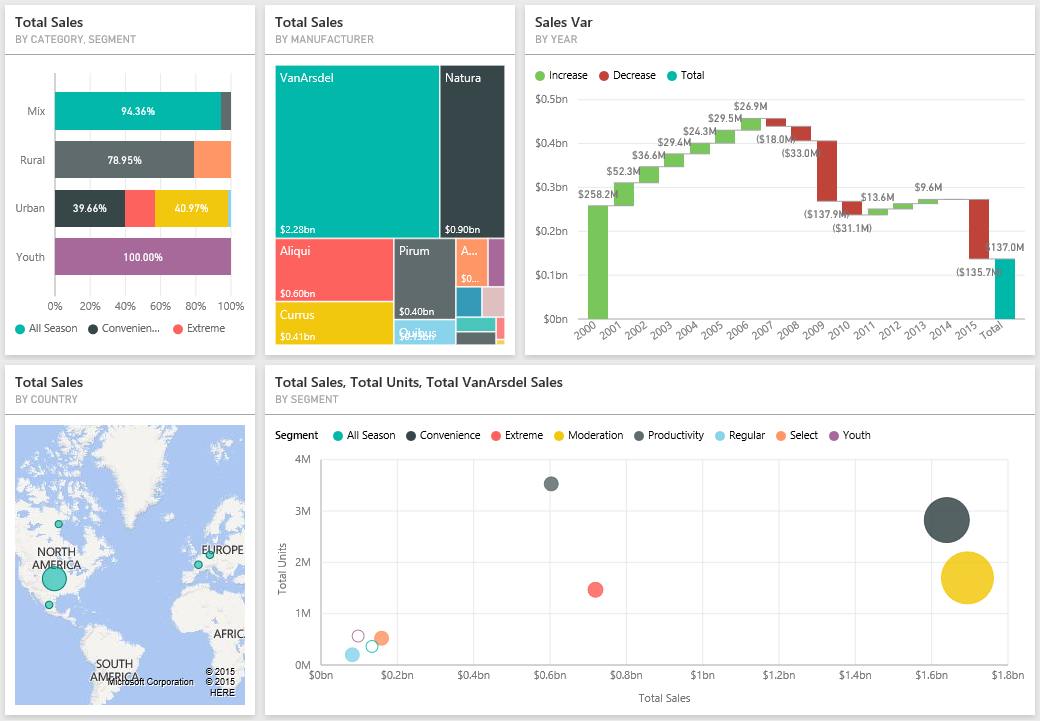 Total Sales
BY CATEGORY, SEGMENT
Mix
94.36%
Rural
78.95%
Urban
39.66%
40.97%
Youth
100.00%
0% 20% 40% 60% 80% 100%
All Season Convenien... Extreme
Total Sales
BY MANUFACTURER
VanArsdel
$2.28bn
Natura
$0.90bn
Aliqui
$0.60bn
Pirum
$0.40bn
A...
$0...
Currus
$0.41bn
Quibus
Sales Var
BY YEAR
Increase Decrease Total
$0.5bn
$0.4bn
$0.3bn
$0.2bn
$0.1bn
$0bn
$258.2M
$52.3M
$36.6M
$29.4M
$24.3M
$29.5M
$26.9M
($18.0M)
($33.0M)
($137.9M)
($31.1M)
$13.6M
$9.6M
($135.7M)
$137.0M
2000 2001 2002 2003 2004 2005 2006 2007 2008 2009 2010 2011 2012 2013 2014 2015 Total
Total Sales
BY COUNTRY
NORTH
AMERICA
EUROPE
AFRIC
SOUTH
AMERICA
© 2015
Microsoft Corporation
© 2015
HERE
Total Sales, Total Units, Total VanArsdel Sales
BY SEGMENT
Segment All Season Convenience Extreme Moderation Productivity Regular Select Youth
4M
3M
2M
1M
0M
Total Units
$0bn $0.2bn $0.4bn $0.6bn $0.8bn $1bn $1.2bn $1.4bn $1.6bn $1.8bn
Total Sales